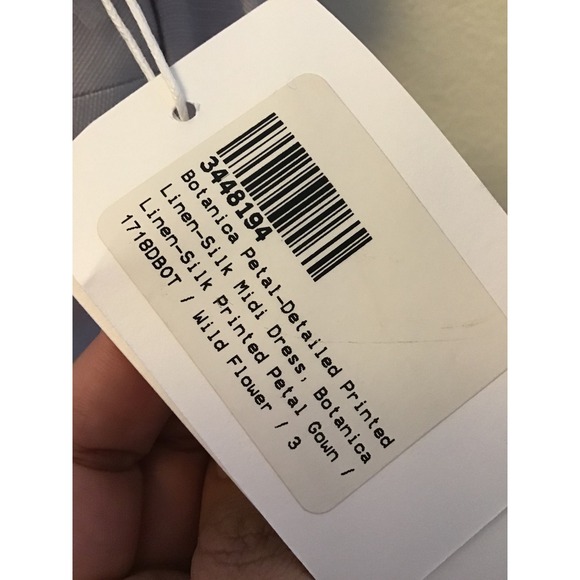 3448194
Botanica Petal-Detailed Printed
Linen-Silk Midi Dress, Botanica
Linen-Silk Printed Petal Gown /
1718DBOT / Wild Flower / 3